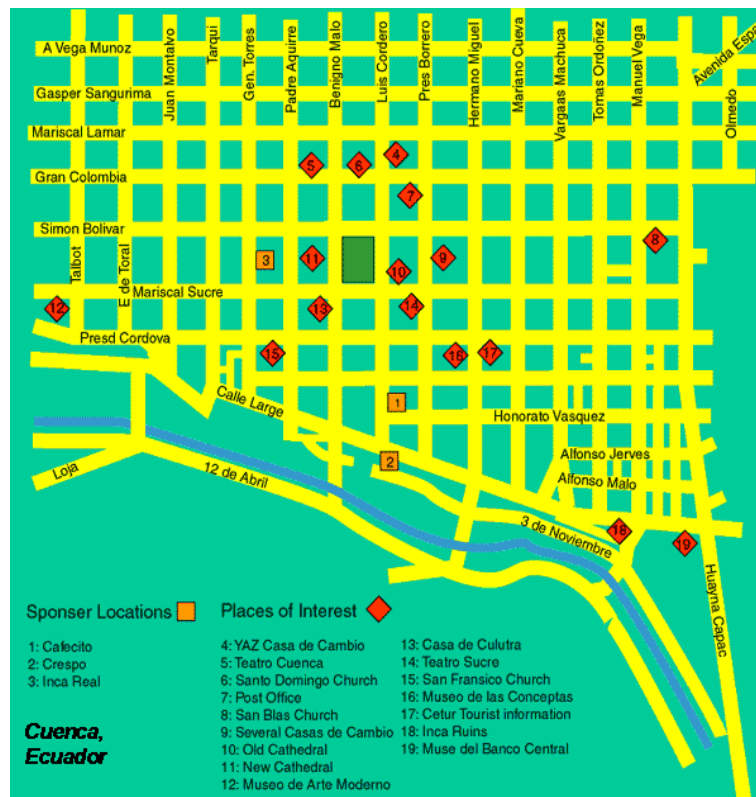 A Vega Munoz
Gasper Sangurima
Mariscal Lamar
Gran Colombia
Simon Bolivar
Mariscal Sucre
Presd Cordova
Talbot
E de Toral
Juan Montalvo
Tarqui
Gen. Torres
Padre Aquirre
Benigno Malo
Luis Cordero
Pres Borrero
Hermano Miguel
Mariano Cueva
Vargaas Machuca
Tomas Ordoñez
Manuel Vega
Avenida Espa
Olmedo
5
6
4
7
8
3
11
10
9
12
13
14
15
16
17
1
2
18
19
Calle Large
Honorato Vasquez
Alfonso Jerves
Alfonso Malo
Loja
12 de Abril
3 de Noviembre
Huayna Capac
Sponser Locations
1: Cafecito
2: Crespo
3: Inca Real
Places of Interest
4: YAZ Casa de Cambio
5: Teatro Cuenca
6: Santo Domingo Church
7: Post Office
8: San Blas Church
9: Several Casas de Cambio
10: Old Cathedral
11: New Cathedral
12: Museo de Arte Moderno
13: Casa de Culutra
14: Teatro Sucre
15: San Fransico Church
16: Museo de las Conceptas
17: Cetur Tourist information
18: Inca Ruins
19: Muse del Banco Central
Cuenca,
Ecuador